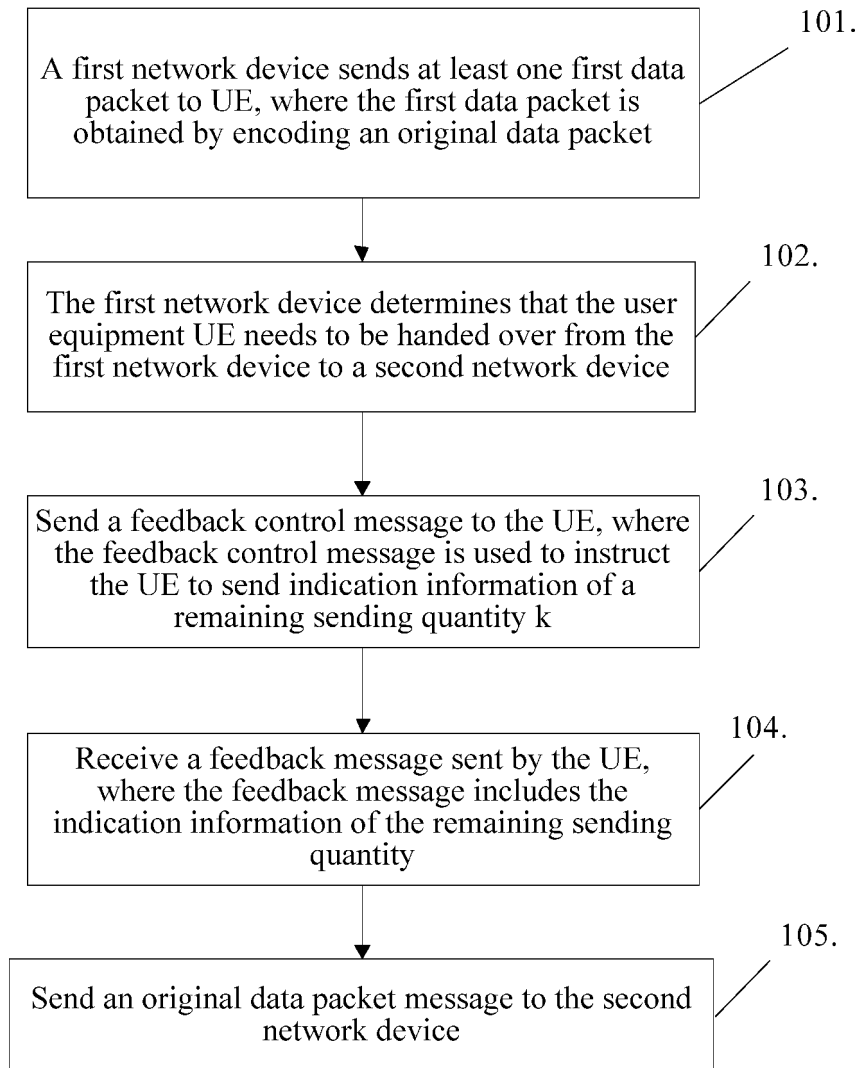 101.
A first network device sends at least one first data
packet to UE, where the first data packet is
obtained by encoding an original data packet
102.
The first network device determines that the user
equipment UE needs to be handed over from the
first network device to a second network device
103.
Send a feedback control message to the UE, where
the feedback control message is used to instruct
the UE to send indication information of a
remaining sending quantity k
104.
Receive a feedback message sent by the UE,
where the feedback message includes the
indication information of the remaining sending
quantity
105.
Send an original data packet message to the second
network device